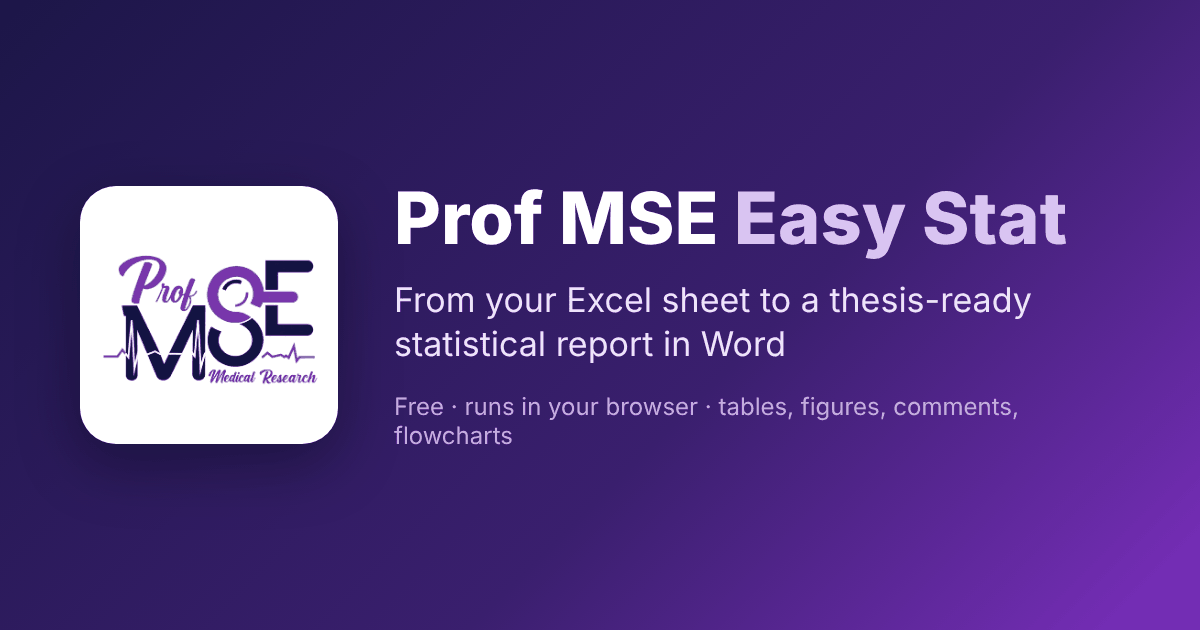 Prof
MSE
Medical Research
Prof MSE Easy Stat
From your Excel sheet to a thesis-ready
statistical report in Word
Free · runs in your browser · tables, figures, comments,
flowcharts